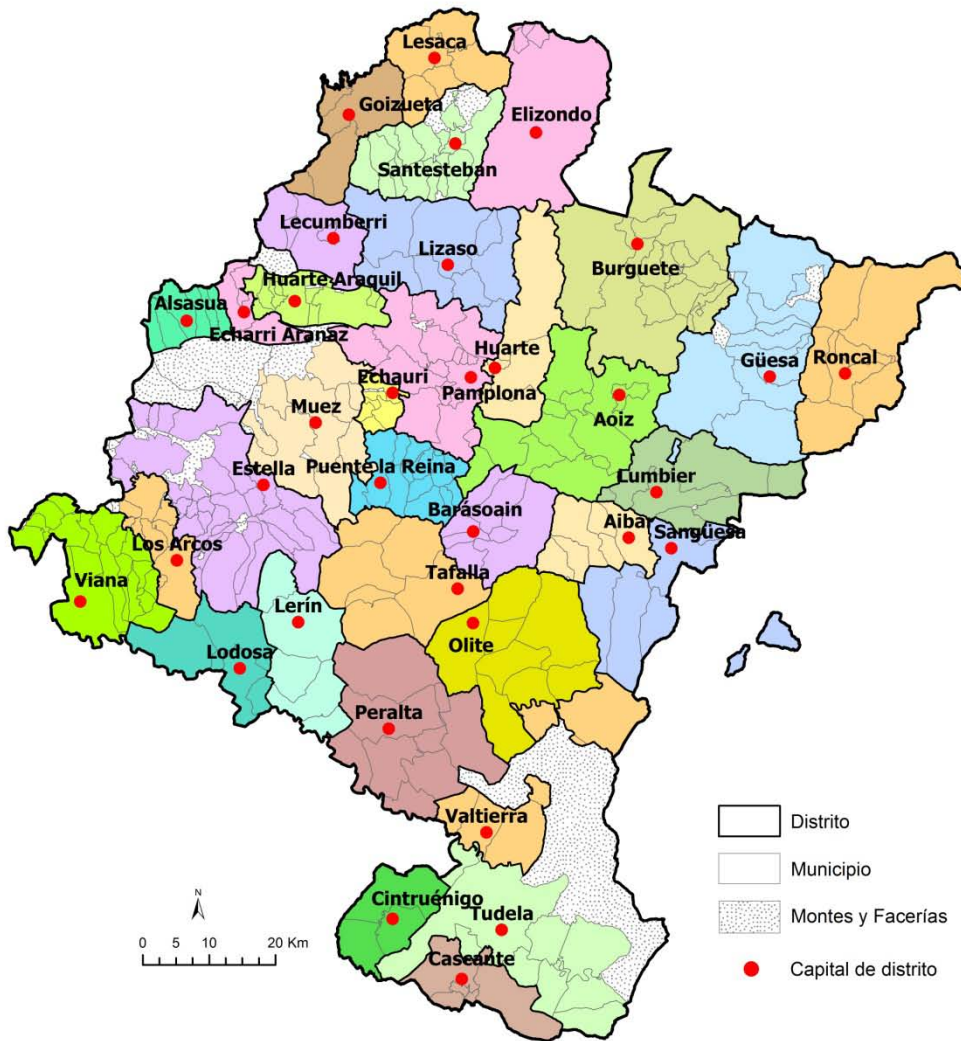 Lesaca
Goizueta
Elizondo
Santesteban
Lecumberri
Lizaso
Burguete
Huarte-Araquil
Alsasua
Echarri Aranaz
Huarte
Güesa
Roncal
Echauri
Pamplona
Aoiz
Muez
Puente la Reina
Estella
Lumbier
Barásoain
Aibar
Sangüesa
Los Arcos
Viana
Tafalla
Lerín
Olite
Lodosa
Peralta
Valtierra
Distrito
Municipio
Montes y Facerías
Capital de distrito
Cintruénigo
Tudela
Cascante
N
0 5 10 20 Km